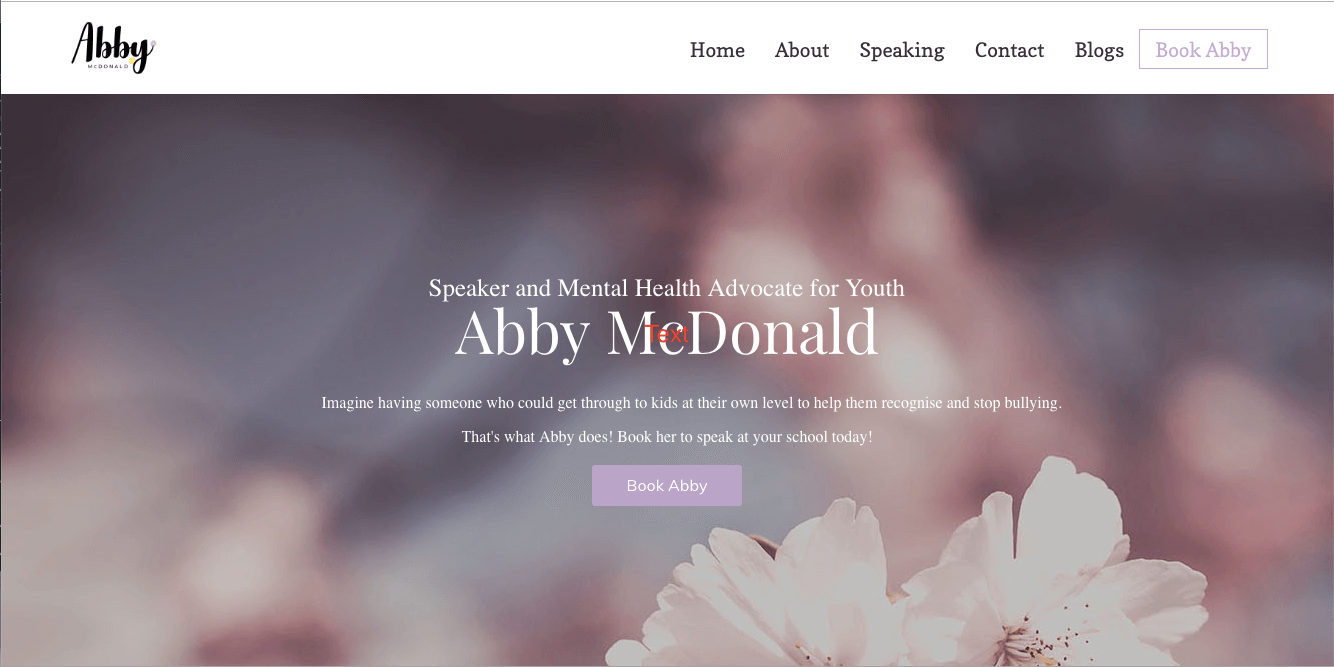 Abby
MCDONALD
Home About Speaking Contact Blogs Book Abby
Speaker and Mental Health Advocate for Youth
Abby McDonald
Text
Imagine having someone who could get through to kids at their own level to help them recognise and stop bullying.
That's what Abby does! Book her to speak at your school today!
Book Abby